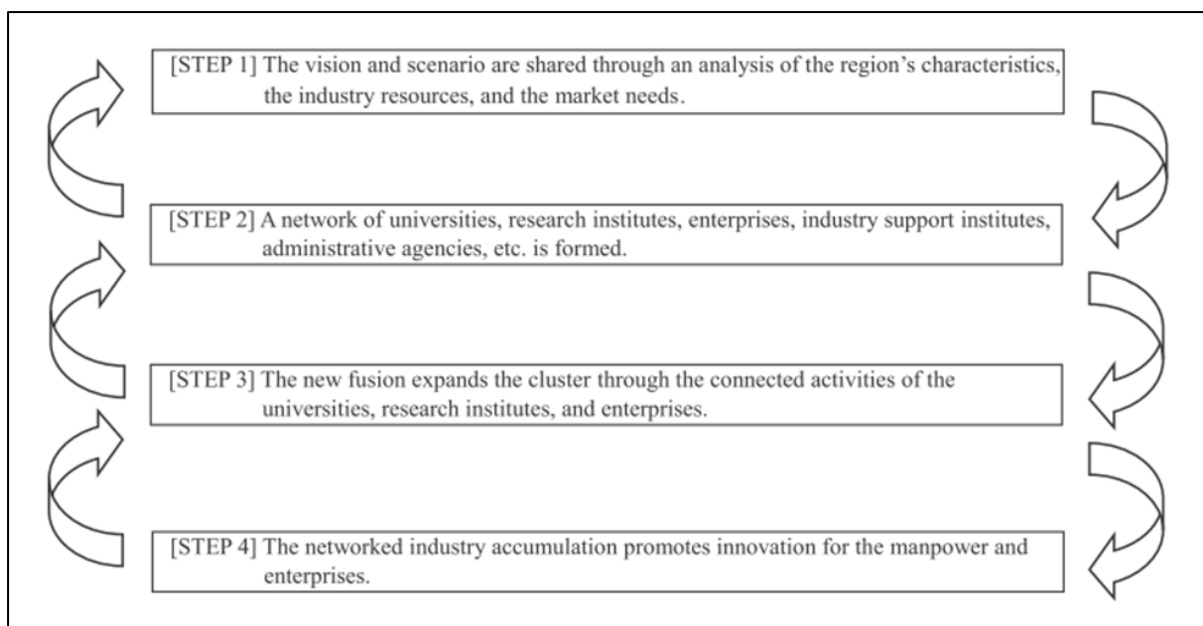 [STEP 1] The vision and scenario are shared through an analysis of the region's characteristics,
the industry resources, and the market needs.
[STEP 2] A network of universities, research institutes, enterprises, industry support institutes,
administrative agencies, etc. is formed.
[STEP 3] The new fusion expands the cluster through the connected activities of the
universities, research institutes, and enterprises.
[STEP 4] The networked industry accumulation promotes innovation for the manpower and
enterprises.